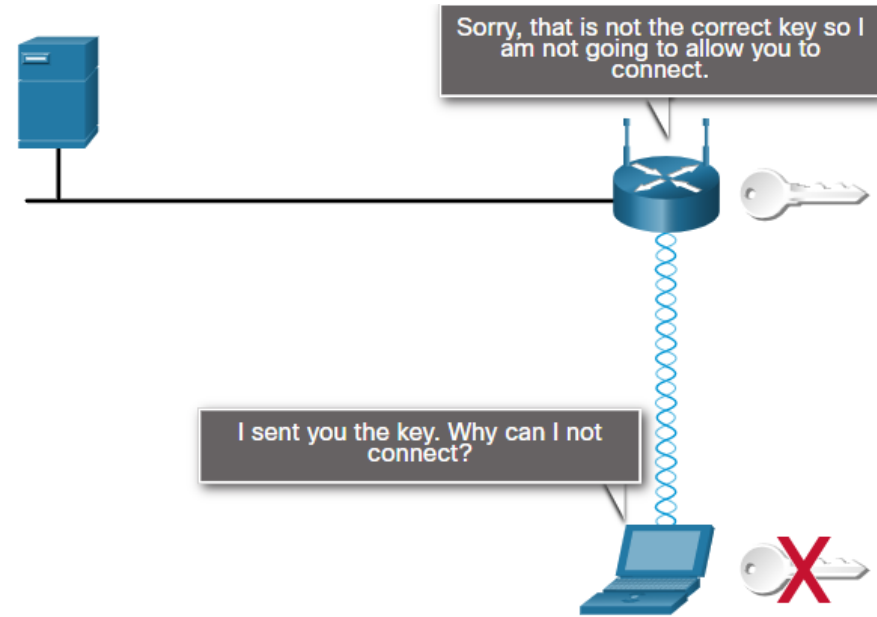 Sorry, that is not the correct key so I
am not going to allow you to
connect.
I sent you the key. Why can I not
connect?